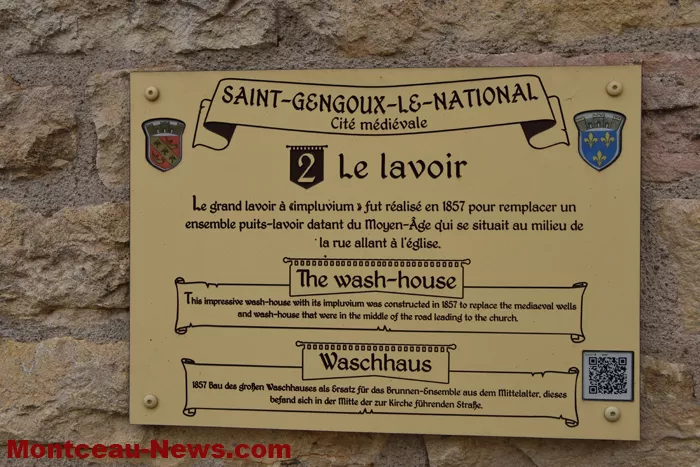 SAINT-GENGOUX-LE-NATIONAL
Cité médiévale
2 Le lavoir
Le grand lavoir à «impluvium » fut réalisé en 1857 pour remplacer un
ensemble puits-lavoir datant du Moyen-Âge qui se situait au milieu de
la rue allant à l'église.
The wash-house
This impressive wash-house with its impluvium was constructed in 1857 to replace the mediaeval wells
and wash-house that were in the middle of the road leading to the church.
Waschhaus
1857 Bau des großen Waschhauses als Ersatz für das Brunnen-Ensemble aus dem Mittelalter, dieses
befand sich in der Mitte der zur Kirche führenden Straße.
Montceau-News.com